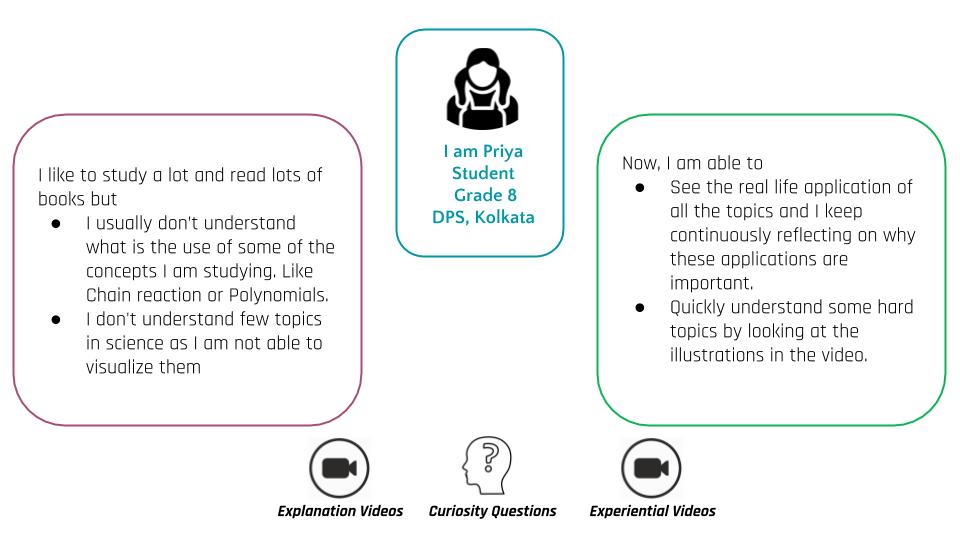 I am Priya
Student
Grade 8
DPS, Kolkata
I like to study a lot and read lots of
books but
● I usually don't understand
what is the use of some of the
concepts I am studying. Like
Chain reaction or Polynomials.
● I don't understand few topics
in science as I am not able to
visualize them
Now, I am able to
● See the real life application of
all the topics and I keep
continuously reflecting on why
these applications are
important.
● Quickly understand some hard
topics by looking at the
illustrations in the video.
?
Explanation Videos
Curiosity Questions
Experiential Videos